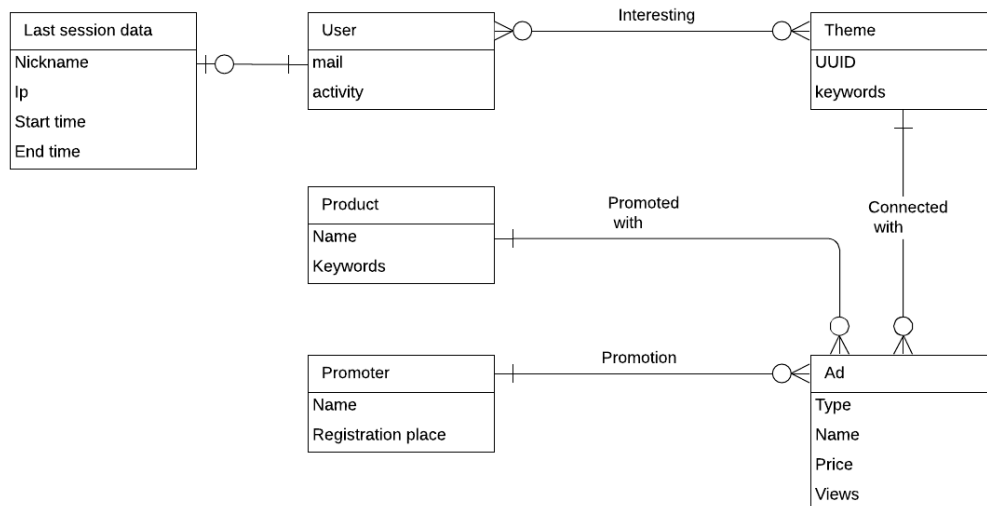 Last session data
Nickname
Ip
Start time
End time
User
mail
activity
Interesting
Theme
UUID
keywords
Product
Name
Keywords
Promoted
with
Connected
with
Promoter
Name
Registration place
Promotion
Ad
Type
Name
Price
Views